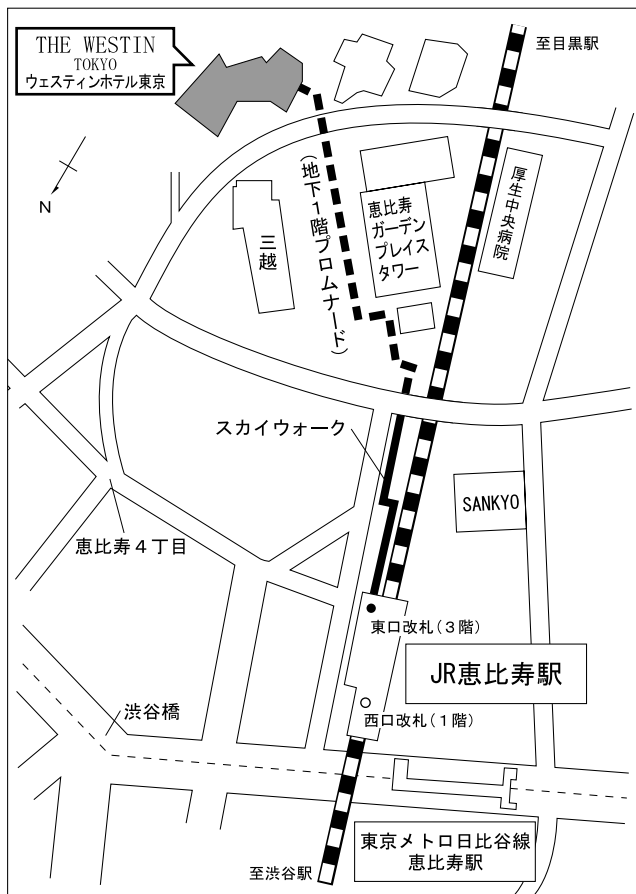 THE WESTIN
TOKYO
ウェスティンホテル東京
至目黒駅
N
(地下1階プロムナード)
三越
恵比寿
ガーデン
プレイス
タワー
厚生中央病院
スカイウォーク
SANKYO
恵比寿4丁目
東口改札(3階)
JR恵比寿駅
渋谷橋
西口改札(1階)
東京メトロ日比谷線
恵比寿駅
至渋谷駅